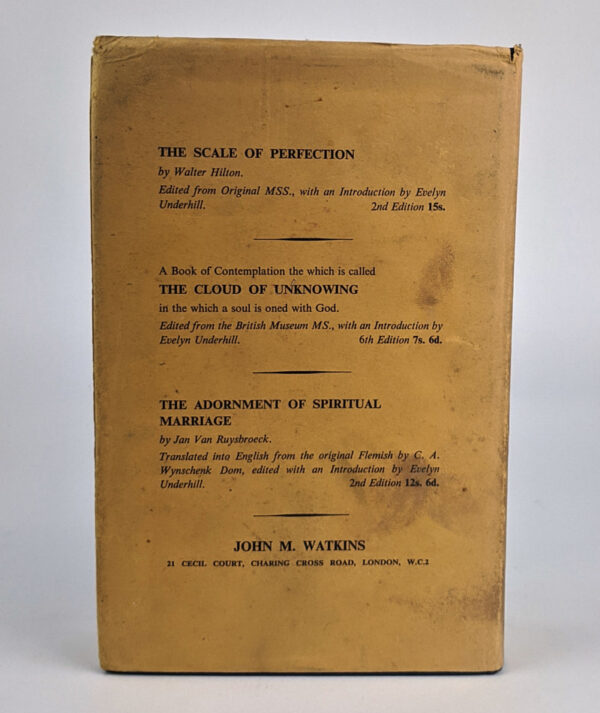 THE SCALE OF PERFECTION
by Walter Hilton.
Edited from Original MSS., with an Introduction by Evelyn
Underhill. 2nd Edition 15s.
A Book of Contemplation the which is called
THE CLOUD OF UNKNOWING
in the which a soul is oned with God.
Edited from the British Museum MS., with an Introduction by
Evelyn Underhill. 6th Edition 7s. 6d.
THE ADORNMENT OF SPIRITUAL
MARRIAGE
by Jan Van Ruysbroeck.
Translated into English from the original Flemish by C. A.
Wynschenk Dom, edited with an Introduction by Evelyn
Underhill. 2nd Edition 12s. 6d.
JOHN M. WATKINS
21 CECIL COURT, CHARING CROSS ROAD, LONDON, W.C.2